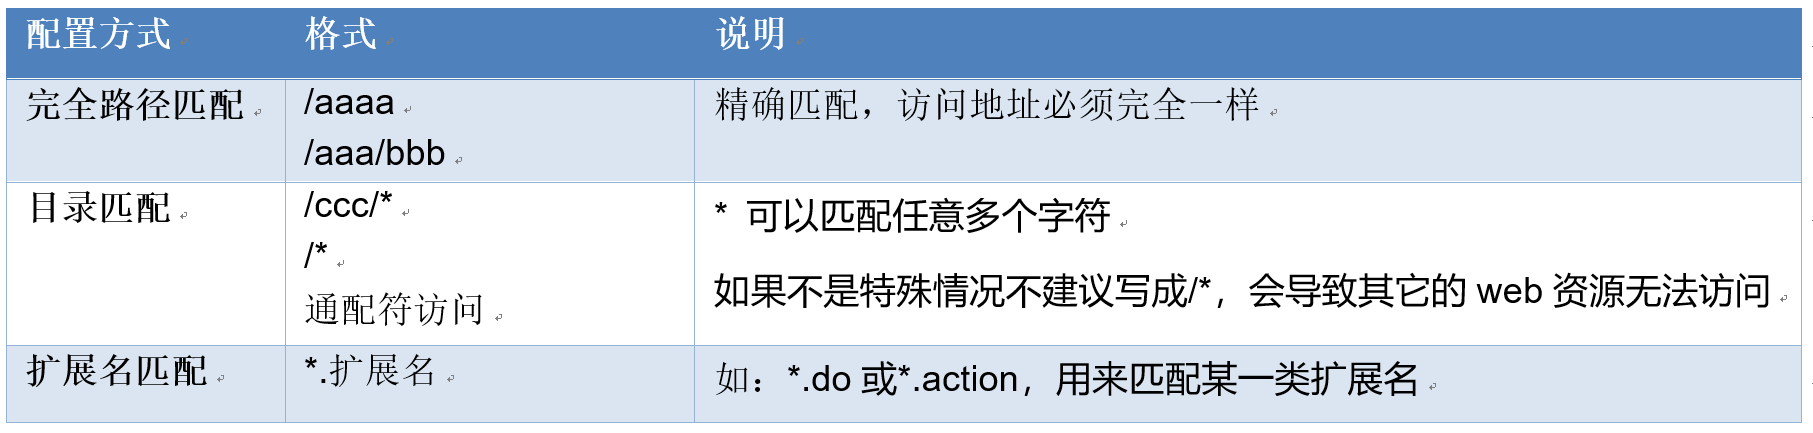 配置方式 格式 说明
完全路径匹配 /aaaa 精确匹配，访问地址必须完全一样
/aaa/bbb
目录匹配 /ccc/* * 可以匹配任意多个字符
/*
如果不是特殊情况不建议写成/*，会导致其它的 web 资源无法访问
通配符访问
扩展名匹配 *.扩展名 如：*.do 或*.action，用来匹配某一类扩展名